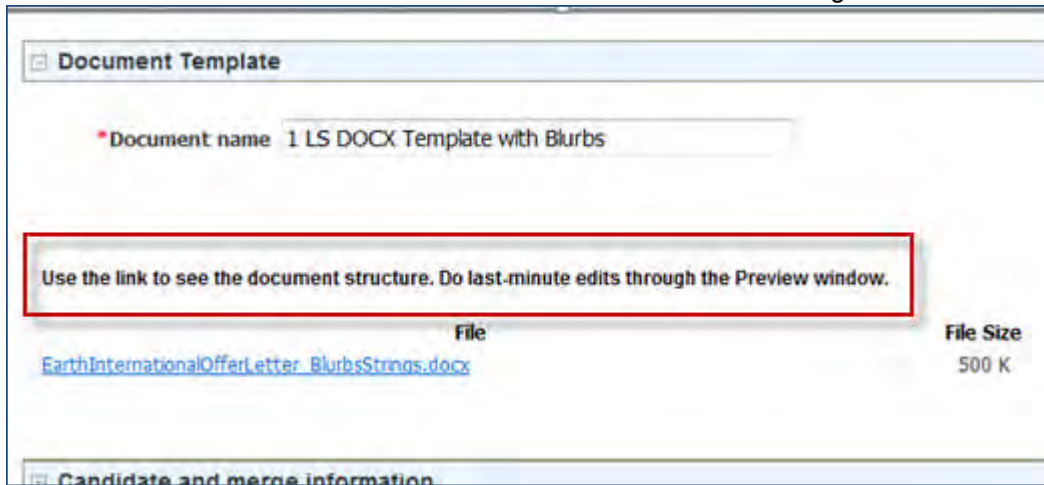 Document Template
*Document name 1 LS DOCX Template with Blurbs
Use the link to see the document structure. Do last-minute edits through the Preview window.
File File Size
EarthInternationalOfferLetter_BlurbsStrings.docx 500 K
Candidate and merge information